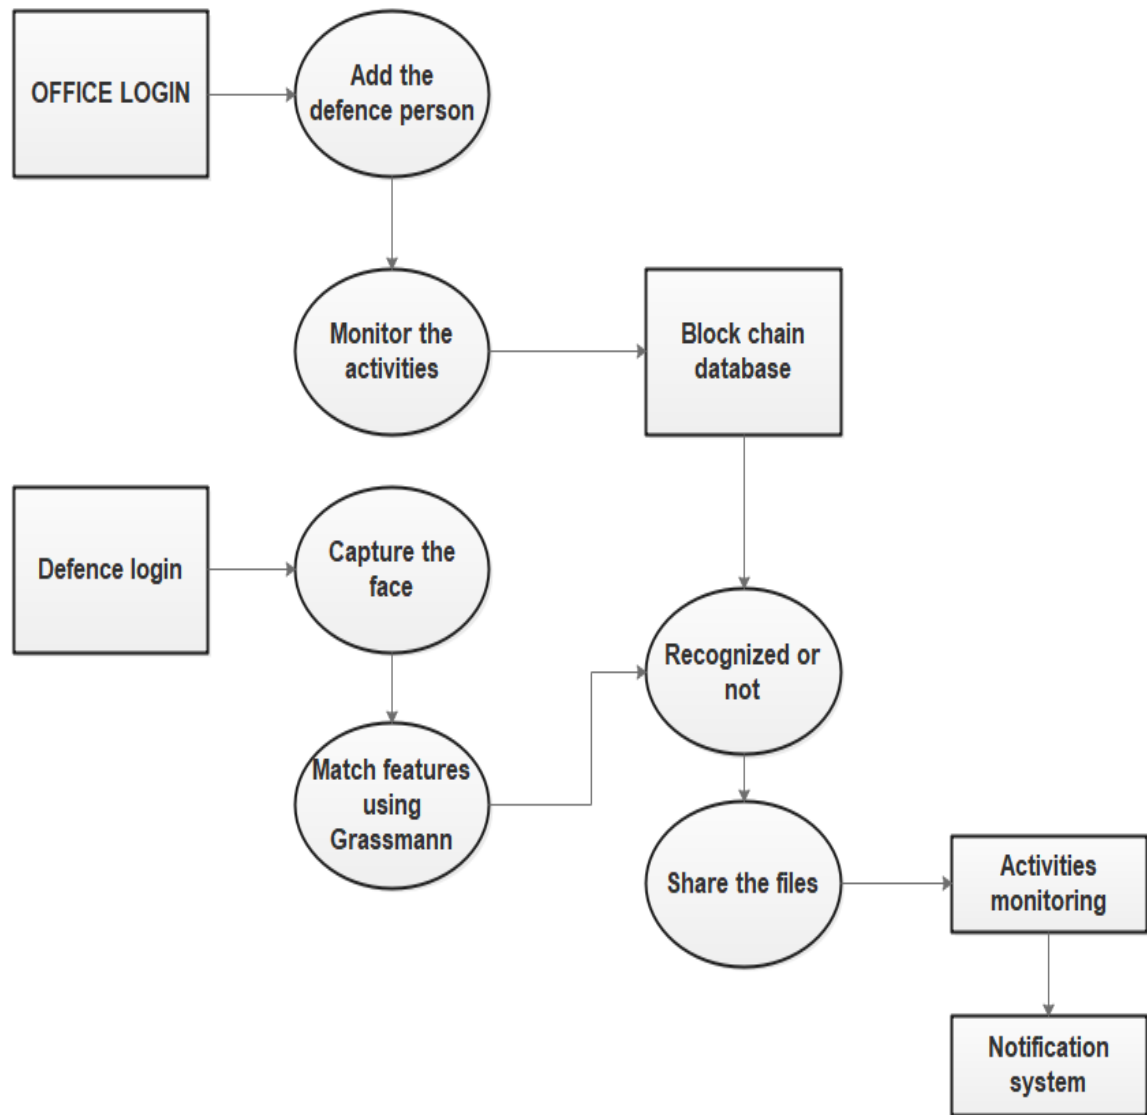 OFFICE LOGIN
Add the
defence person
Monitor the
activities
Block chain
database
Defence login
Capture the
face
Recognized or
not
Match features
using
Grassmann
Share the files
Activities
monitoring
Notification
system